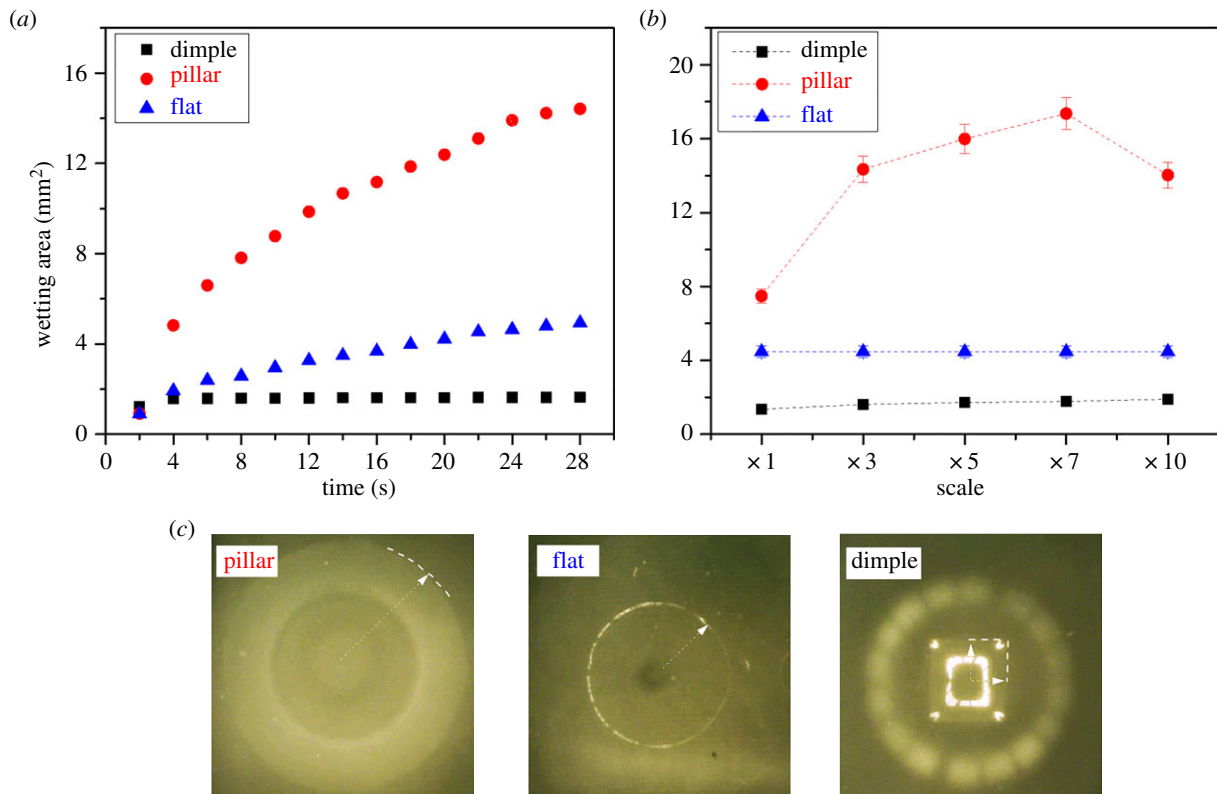 (a)
(b)
dimple
pillar
flat
16
12
8
4
0
wetting area (mm2)
0 4 8 12 16 20 24 28
time (s)
dimple
pillar
flat
20
16
12
8
4
0
×1 ×3 ×5 ×7 ×10
scale
(c)
pillar
flat
dimple